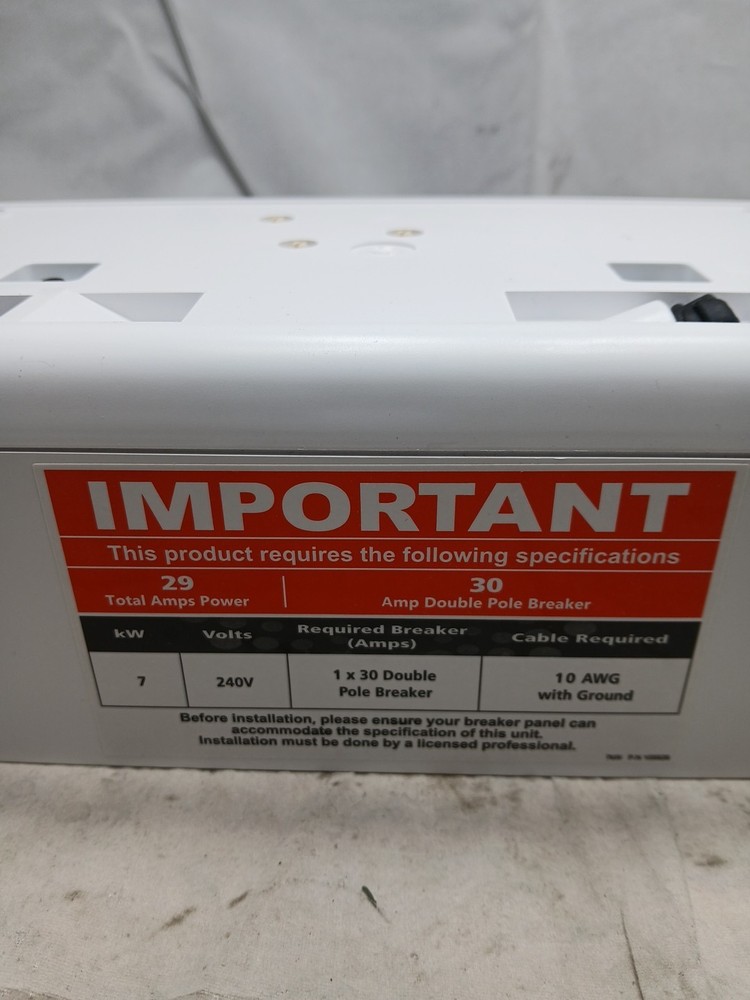 IMPORTANT
This product requires the following specifications
29
Total Amps Power
30
Amp Double Pole Breaker
kW
Volts
Required Breaker
(Amps)
Cable Required
7
240V
1 x 30 Double
Pole Breaker
10 AWG
with Ground
Before installation, please ensure your breaker panel can
accommodate the specification of this unit.
Installation must be done by a licensed professional.